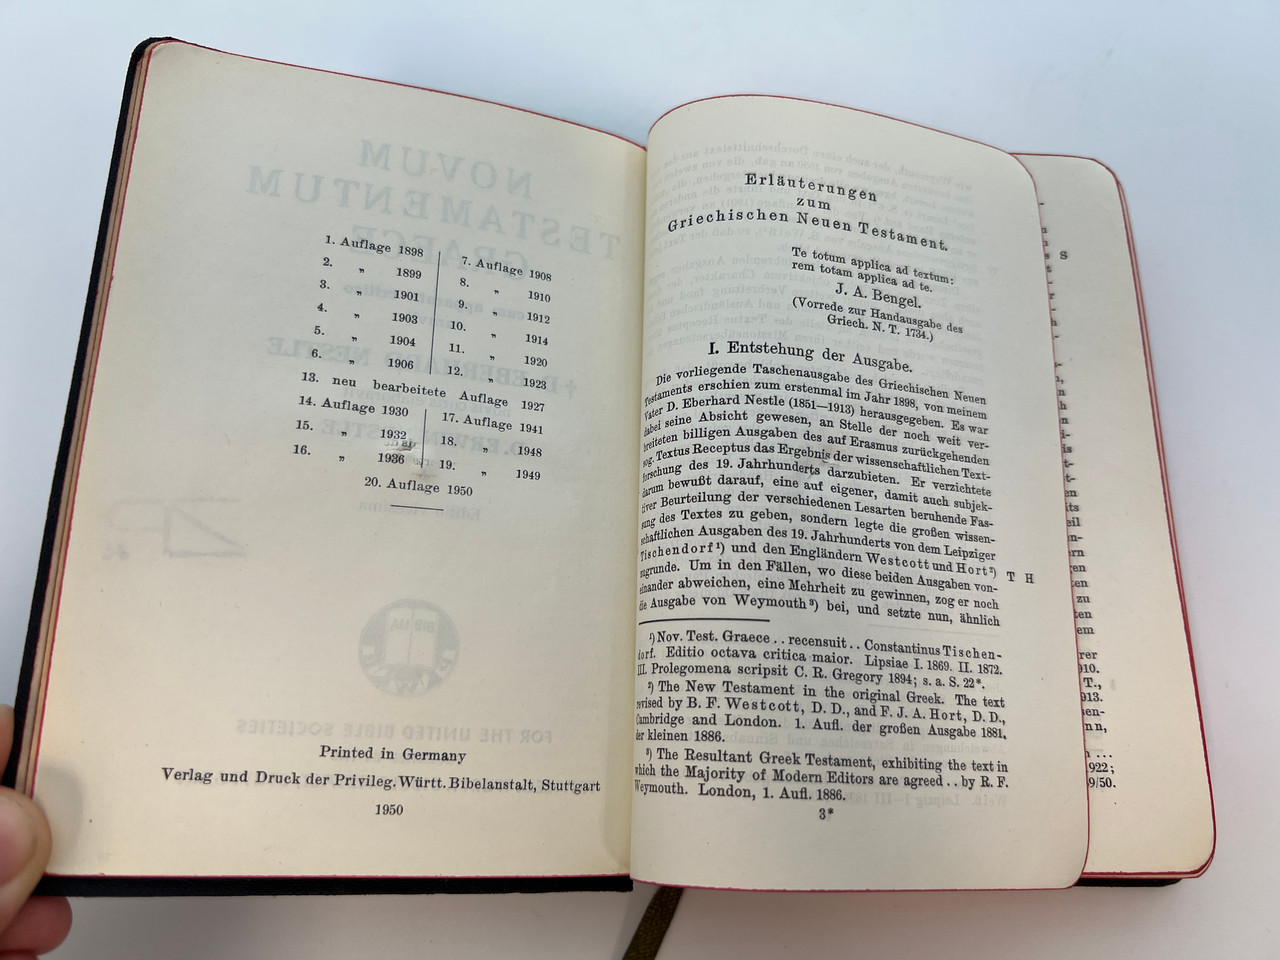 1. Auflage 1898
2. „ 1899
3. „ 1901
4. „ 1903
5. „ 1904
6. „ 1906
7. Auflage 1908
8. „ 1910
9. „ 1912
10. „ 1914
11. „ 1920
12. „ 1923
13. neu bearbeitete Auflage 1927
14. Auflage 1930
15. „ 1932
16. „ 1936
17. Auflage 1941
18. „ 1948
19. „ 1949
20. Auflage 1950
Printed in Germany
Verlag und Druck der Privileg. Württ. Bibelanstalt, Stuttgart
1950
Erläuterungen
zum
Griechischen Neuen Testament.
Te totum applica ad textum:
rem totam applica ad te.
J. A. Bengel.
(Vorrede zur Handausgabe des
Griech. N. T. 1734.)
I. Entstehung der Ausgabe.
Die vorliegende Taschenausgabe des Griechischen Neuen
Testaments erschien zum erstenmal im Jahr 1898, von meinem
Vater D. Eberhard Nestle (1851—1913) herausgegeben. Es war
dabei seine Absicht gewesen, an Stelle der noch weit ver-
breiteten billigen Ausgaben des auf Erasmus zurückgehenden
sog. Textus Receptus das Ergebnis der wissenschaftlichen Text-
forschung des 19. Jahrhunderts darzubieten. Er verzichtete
darum bewußt darauf, eine auf eigener, damit auch subjek-
tiver Beurteilung der verschiedenen Lesarten beruhende Fas-
sung des Textes zu geben, sondern legte die großen wissen-
schaftlichen Ausgaben des 19. Jahrhunderts von dem Leipziger
Tischendorf¹) und den Engländern Westcott und Hort²) T H
zugrunde. Um in den Fällen, wo diese beiden Ausgaben von-
einander abweichen, eine Mehrheit zu gewinnen, zog er noch
die Ausgabe von Weymouth³) bei, und setzte nun, ähnlich
¹) Nov. Test. Graece .. recensuit .. Constantinus Tischen-
dorf. Editio octava critica maior. Lipsiae I. 1869. II. 1872.
III. Prolegomena scripsit C. R. Gregory 1894; s. a. S. 22*.
²) The New Testament in the original Greek. The text
revised by B. F. Westcott, D. D., and F. J. A. Hort, D. D.,
Cambridge and London. 1. Aufl. der großen Ausgabe 1881,
der kleinen 1886.
³) The Resultant Greek Testament, exhibiting the text in
which the Majority of Modern Editors are agreed .. by R. F.
Weymouth. London, 1. Aufl. 1886.
3*